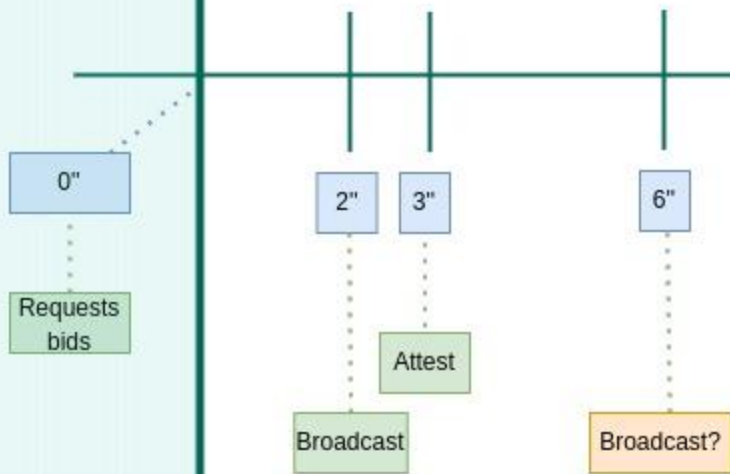 0"
2"
3"
6"
Requests
bids
Attest
Broadcast
Broadcast?